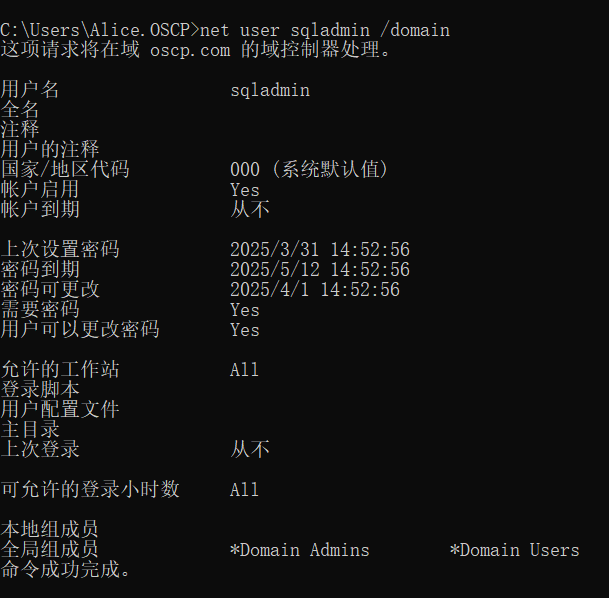 C:\Users\Alice.OSCP>net user sqladmin /domain
这项请求将在域 oscp.com 的域控制器处理。
用户名 sqladmin
全名
注释
用户的注释
国家/地区代码 000 (系统默认值)
帐户启用 Yes
帐户到期 从不
上次设置密码 2025/3/31 14:52:56
密码到期 2025/5/12 14:52:56
密码可更改 2025/4/1 14:52:56
需要密码 Yes
用户可以更改密码 Yes
允许的工作站 All
登录脚本
用户配置文件
主目录
上次登录 从不
可允许的登录小时数 All
本地组成员
全局组成员 *Domain Admins *Domain Users
命令成功完成。